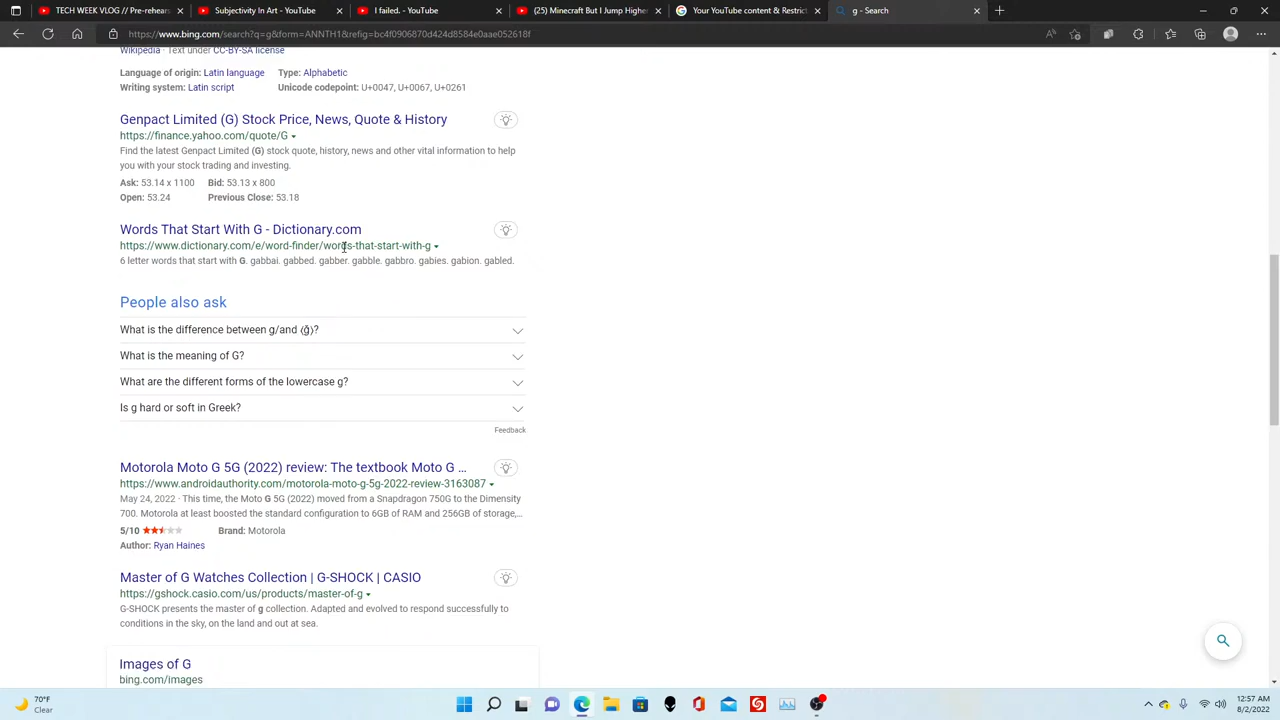 TECH WEEK VLOG // Pre-researc
Vlogs - YouTube
I failed. - YouTube
(25) Minecraft But I Jump Higher
Your YouTube content & Restric
g - Search
https://www.bing.com/search?q=g&form=ANNTH1&refig=bc4f0906870d424d8584e0ae052618f
Wikipedia · Text under CC-BY-SA license
Language of origin: Latin language Type: Alphabetic
Writing system: Latin script Unicode codepoint: U+0047, U+0067, U+0261
Genpact Limited (G) Stock Price, News, Quote & History
https://finance.yahoo.com/quote/G
Find the latest Genpact Limited (G) stock quote, history, news and other vital information to help
you with your stock trading and investing.
Ask: 53.14 x 1100 Bid: 53.13 x 800
Open: 53.24 Previous Close: 53.18
Words That Start With G - Dictionary.com
https://www.dictionary.com/e/word-finder/words-that-start-with-g
6 letter words that start with G. gabbai. gabbed. gabber. gabble. gabbro. gabies. gabion. gabled.
People also ask
What is the difference between g/and ⟨ğ⟩?
What is the meaning of G?
What are the different forms of the lowercase g?
Is g hard or soft in Greek?
Feedback
Motorola Moto G 5G (2022) review: The textbook Moto G ...
https://www.androidauthority.com/motorola-moto-g-5g-2022-review-3163087
May 24, 2022 · This time, the Moto G 5G (2022) moved from a Snapdragon 750G to the Dimensity
700. Motorola at least boosted the standard configuration to 6GB of RAM and 256GB of storage,...
5/10 Brand: Motorola
Author: Ryan Haines
Master of G Watches Collection | G-SHOCK | CASIO
https://gshock.casio.com/us/products/master-of-g
G-SHOCK presents the master of g collection. Adapted and evolved to respond successfully to
conditions in the sky, on the land and out at sea.
Images of G
bing.com/images
70°F
Clear
12:57 AM
8/2/2022